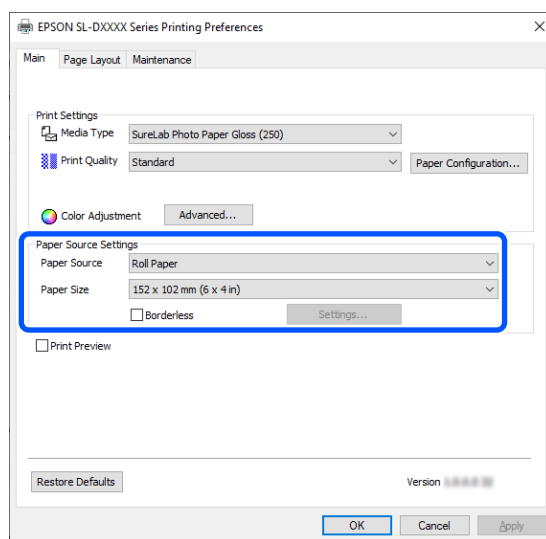 EPSON SL-DXXXX Series Printing Preferences
Main Page Layout Maintenance
Print Settings
Media Type SureLab Photo Paper Gloss (250)
Print Quality Standard Paper Configuration...
Color Adjustment Advanced...
Paper Source Settings
Paper Source Roll Paper
Paper Size 152 x 102 mm (6 x 4 in)
Borderless Settings...
Print Preview
Restore Defaults Version
OK Cancel Apply